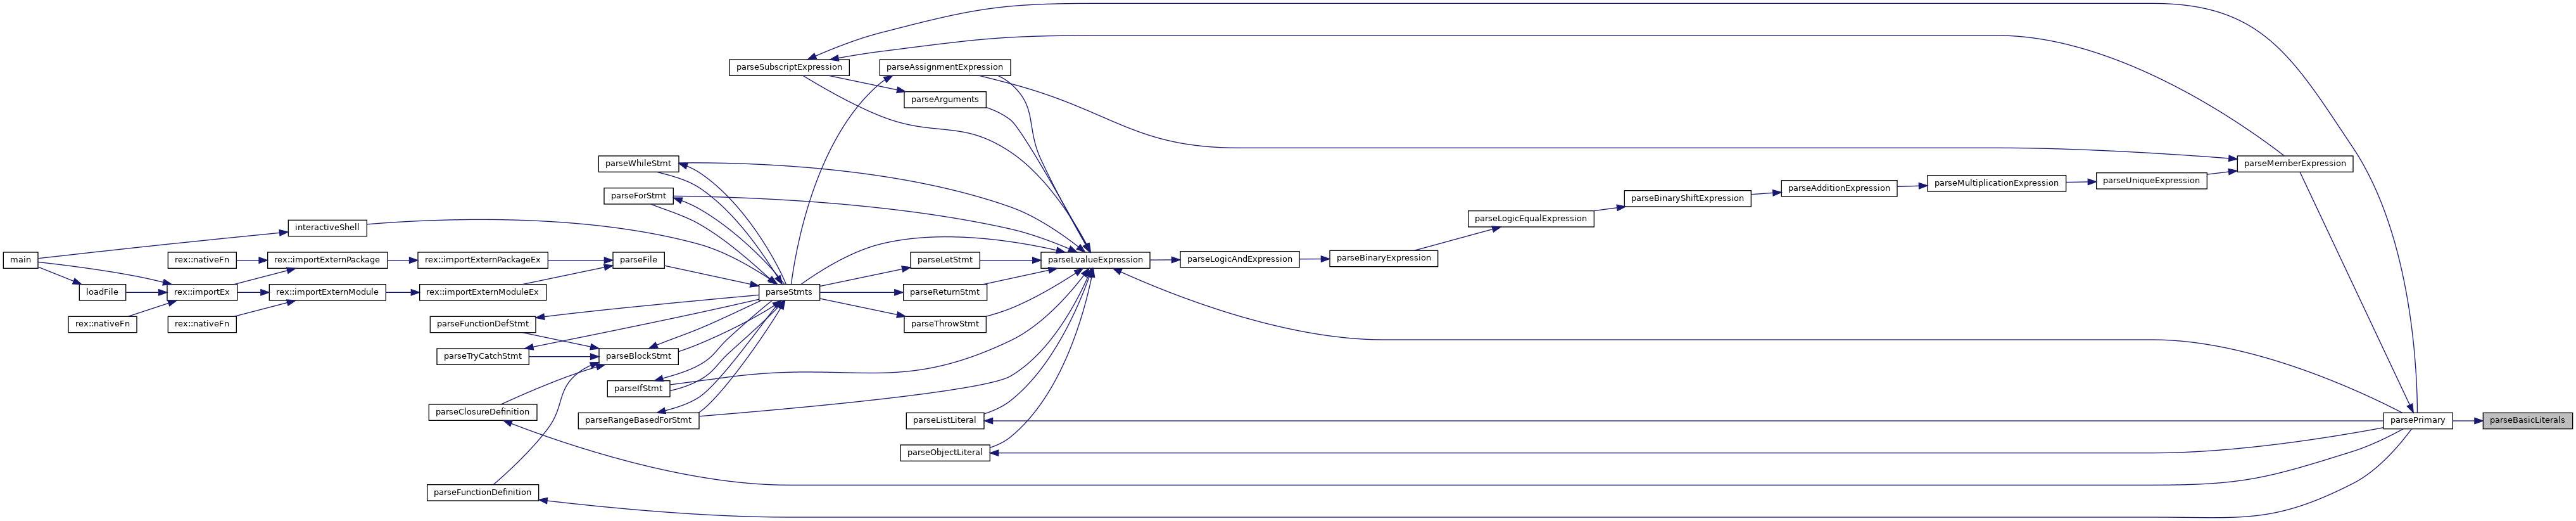 parseSubscriptExpression
parseAssignmentExpression
parseArguments
parseWhileStmt
parseMemberExpression
parseUniqueExpression
parseMultiplicationExpression
parseAdditionExpression
parseForStmt
parseBinaryShiftExpression
parseLogicEqualExpression
interactiveShell
main
rex::nativeFn
rex::importExternPackage
rex::importExternPackageEx
parseFile
parseLetStmt
parseLvalueExpression
parseLogicAndExpression
parseBinaryExpression
loadFile
rex::importEx
rex::importExternModule
rex::importExternModuleEx
parseStmts
parseReturnStmt
rex::nativeFn
rex::nativeFn
parseFunctionDefStmt
parseThrowStmt
parseTryCatchStmt
parseBlockStmt
parseIfStmt
parseClosureDefinition
parseRangeBasedForStmt
parseListLiteral
parsePrimary
parseBasicLiterals
parseObjectLiteral
parseFunctionDefinition